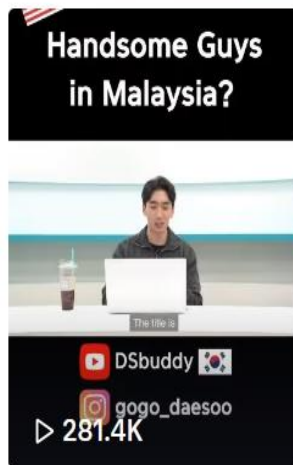 Handsome Guys
in Malaysia?
The title is
DSbuddy
gogo_daesoo
281.4K